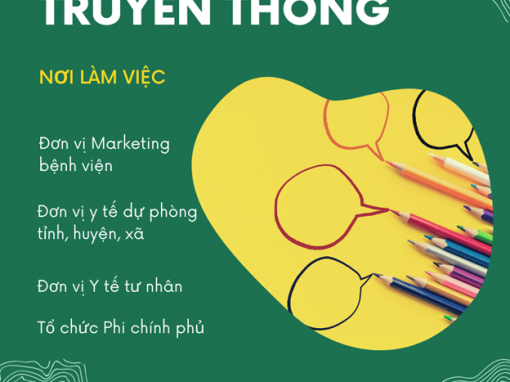 TRUYỀN THÔNG
NƠI LÀM VIỆC
Đơn vị Marketing
bệnh viện
Đơn vị y tế dự phòng
tỉnh, huyện, xã
Đơn vị Y tế tư nhân
Tổ chức Phi chính phủ